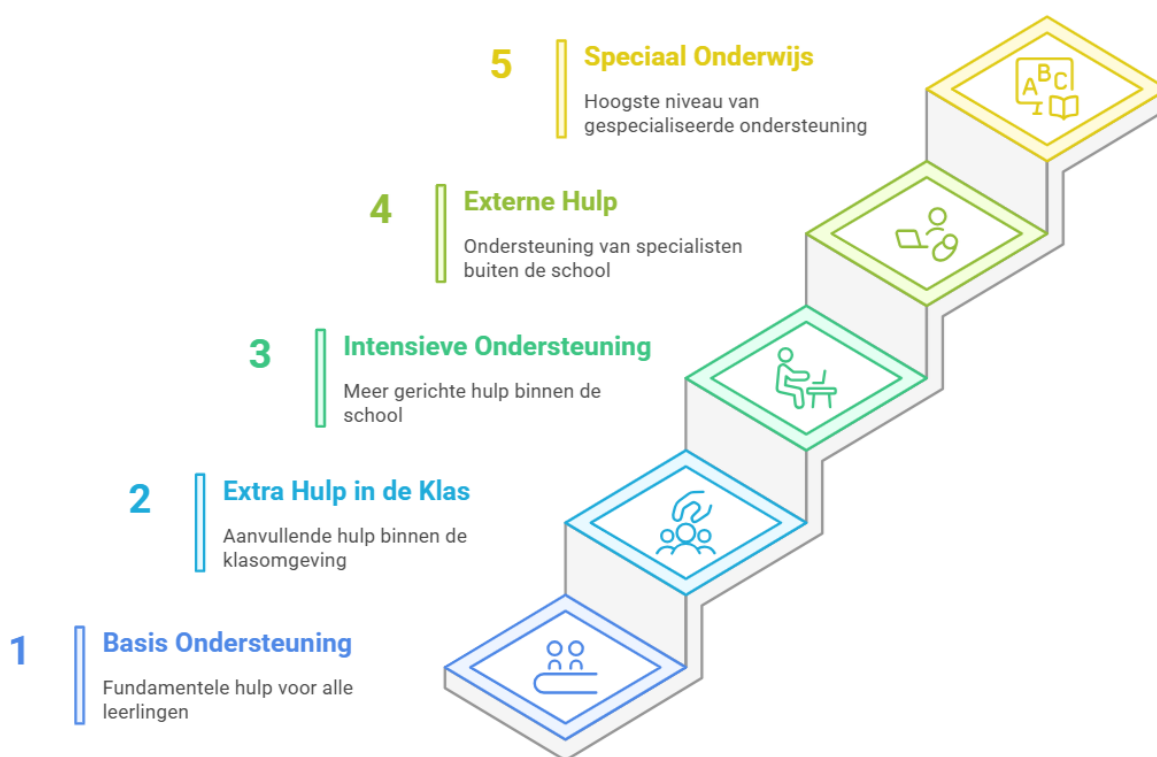 5
Speciaal Onderwijs
Hoogste niveau van
gespecialiseerde ondersteuning
ABC
4
Externe Hulp
Ondersteuning van specialisten
buiten de school
3
Intensieve Ondersteuning
Meer gerichte hulp binnen de
school
2
Extra Hulp in de Klas
Aanvullende hulp binnen de
klasomgeving
1
Basis Ondersteuning
Fundamentele hulp voor alle
leerlingen